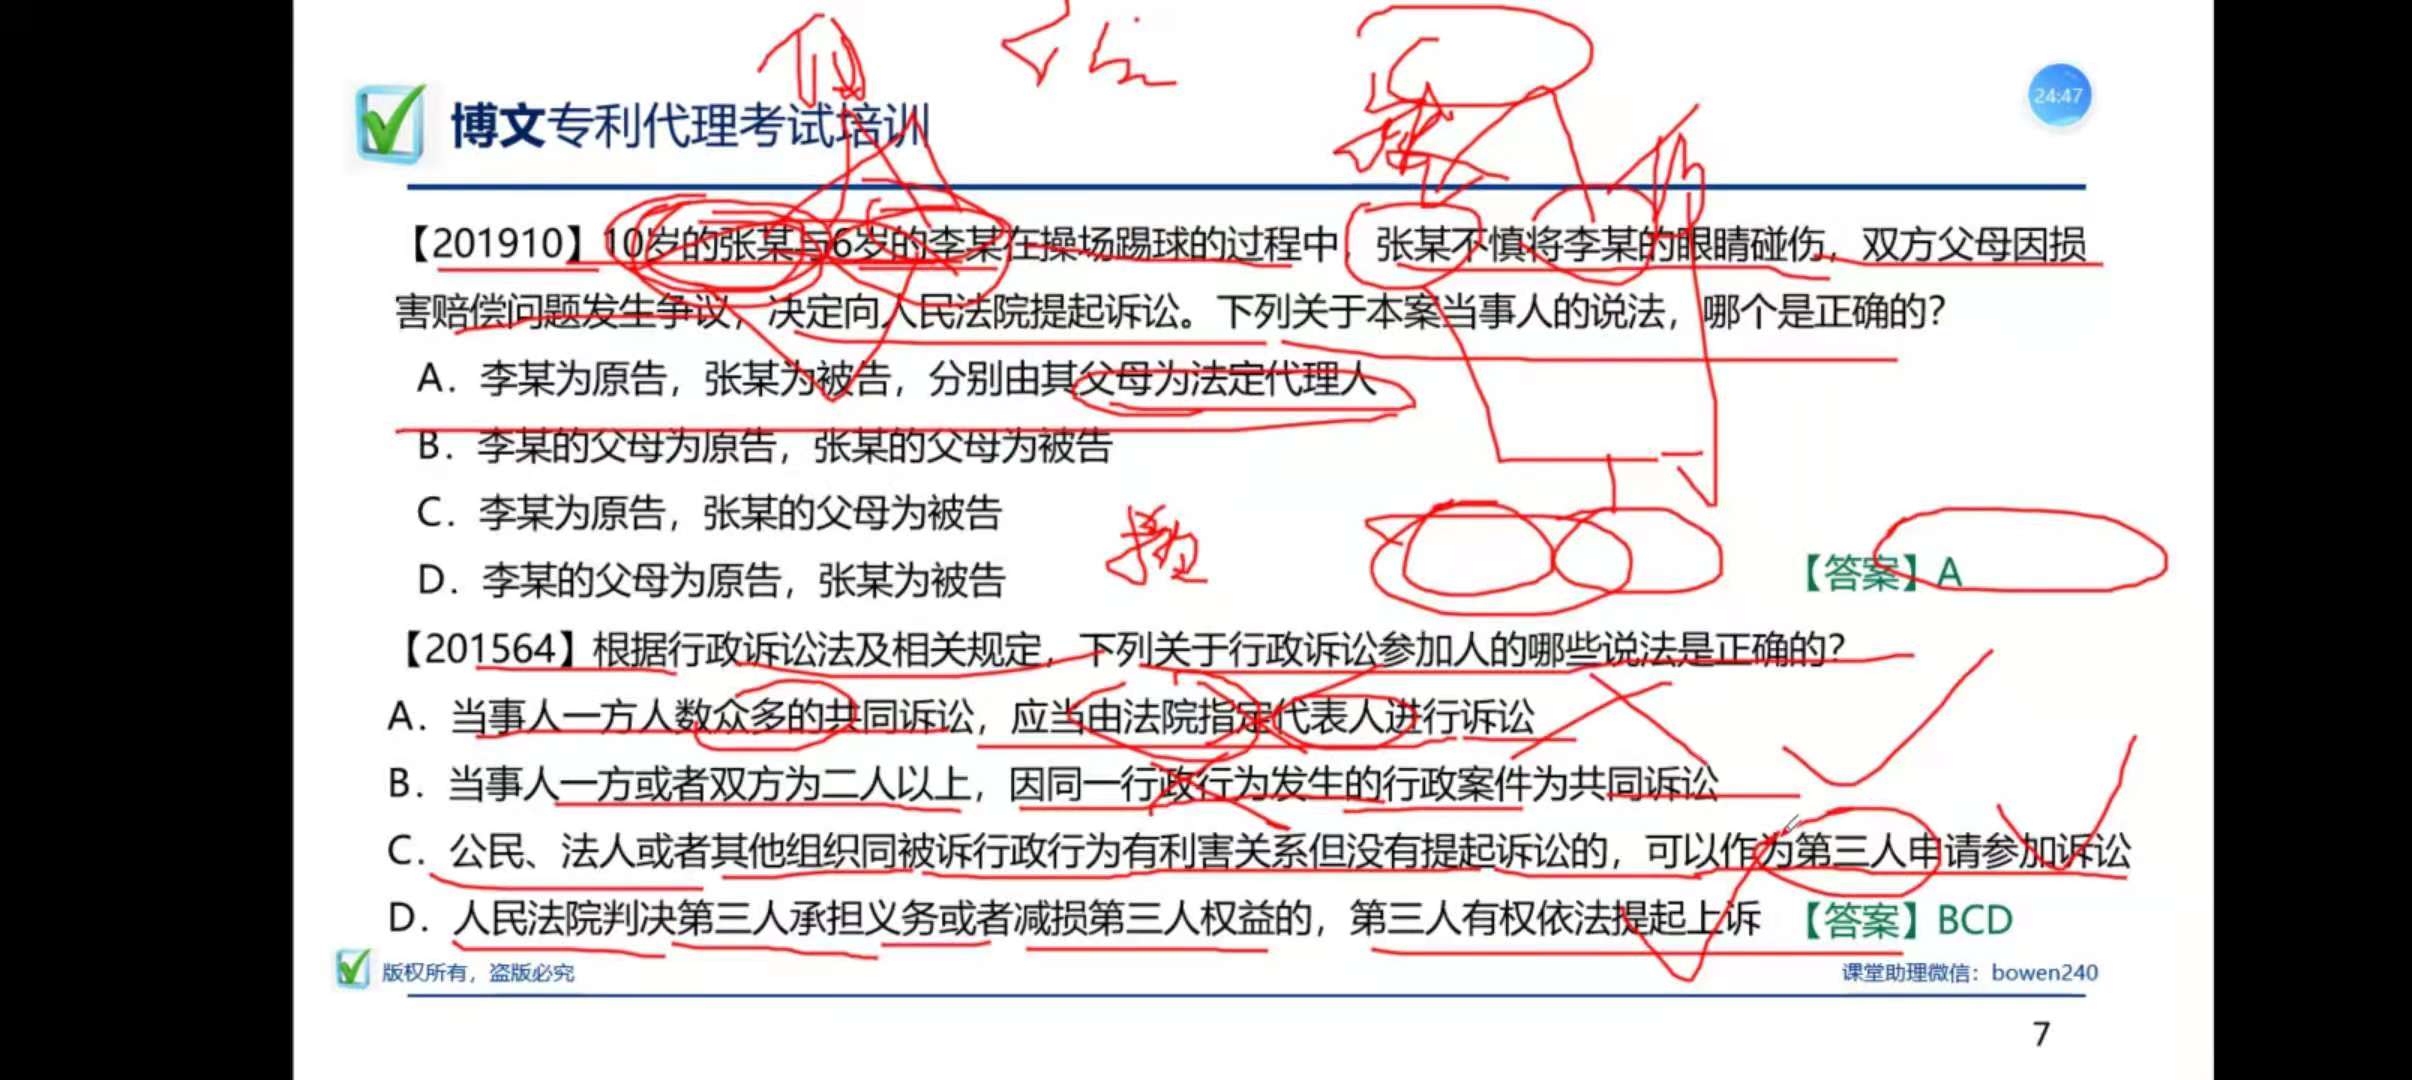 博文专利代理考试培训
24:47
【201910】10岁的张某与6岁的李某在操场踢球的过程中，张某不慎将李某的眼睛碰伤，双方父母因损
害赔偿问题发生争议，决定向人民法院提起诉讼。下列关于本案当事人的说法，哪个是正确的？
A．李某为原告，张某为被告，分别由其父母为法定代理人
B．李某的父母为原告，张某的父母为被告
C．李某为原告，张某的父母为被告
D．李某的父母为原告，张某为被告
【答案】A
【201564】根据行政诉讼法及相关规定，下列关于行政诉讼参加人的哪些说法是正确的？
A．当事人一方人数众多的共同诉讼，应当由法院指定代表人进行诉讼
B．当事人一方或者双方为二人以上，因同一行政行为发生的行政案件为共同诉讼
C．公民、法人或者其他组织同被诉行政行为有利害关系但没有提起诉讼的，可以作为第三人申请参加诉讼
D．人民法院判决第三人承担义务或者减损第三人权益的，第三人有权依法提起上诉 【答案】BCD
版权所有，盗版必究
课堂助理微信：bowen240
7